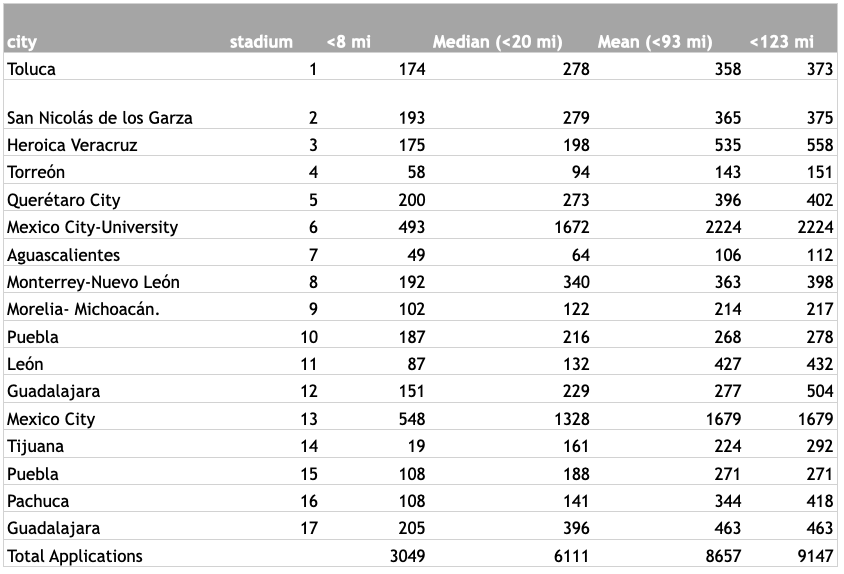 city stadium <8 mi Median (<20 mi) Mean (<93 mi) <123 mi
Toluca 1 174 278 358 373
San Nicolás de los Garza 2 193 279 365 375
Heroica Veracruz 3 175 198 535 558
Torreón 4 58 94 143 151
Querétaro City 5 200 273 396 402
Mexico City-University 6 493 1672 2224 2224
Aguascalientes 7 49 64 106 112
Monterrey-Nuevo León 8 192 340 363 398
Morelia- Michoacán. 9 102 122 214 217
Puebla 10 187 216 268 278
León 11 87 132 427 432
Guadalajara 12 151 229 277 504
Mexico City 13 548 1328 1679 1679
Tijuana 14 19 161 224 292
Puebla 15 108 188 271 271
Pachuca 16 108 141 344 418
Guadalajara 17 205 396 463 463
Total Applications 3049 6111 8657 9147